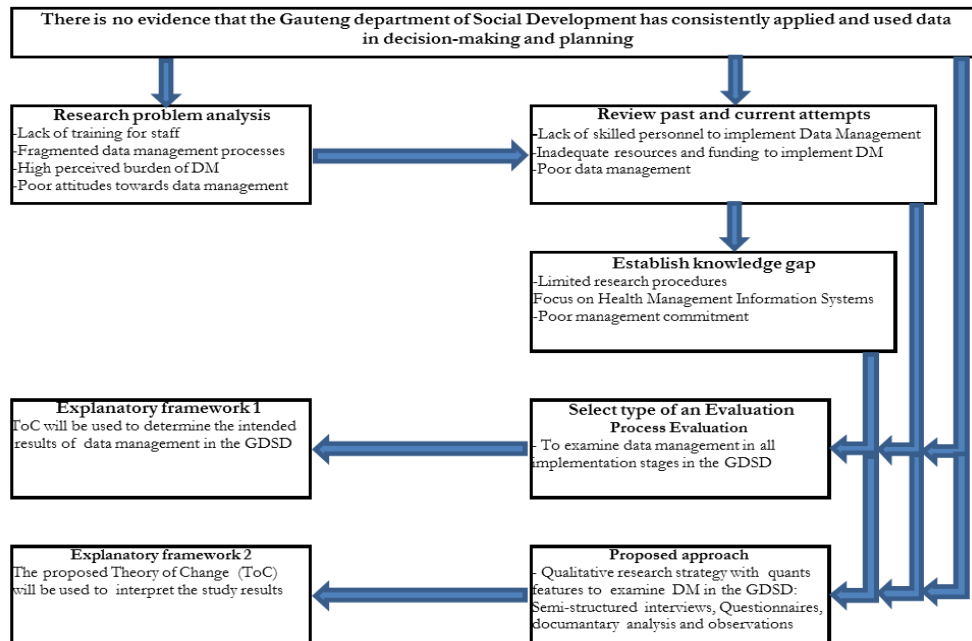 There is no evidence that the Gauteng department of Social Development has consistently applied and used data
in decision-making and planning
Research problem analysis
-Lack of training for staff
-Fragmented data management processes
-High perceived burden of DM
-Poor attitudes towards data management
Review past and current attempts
-Lack of skilled personnel to implement Data Management
-Inadequate resources and funding to implement DM
-Poor data management
Establish knowledge gap
-Limited research procedures
Focus on Health Management Information Systems
-Poor management commitment
Explanatory framework 1
ToC will be used to determine the intended
results of data management in the GDSD
Select type of an Evaluation
Process Evaluation
- To examine data management in all
implementation stages in the GDSD
Explanatory framework 2
The proposed Theory of Change (ToC)
will be used to interpret the study results
Proposed approach
- Qualitative research strategy with quants
features to examine DM in the GDSD:
Semi-structured interviews, Questionnaires,
documantary analysis and observations